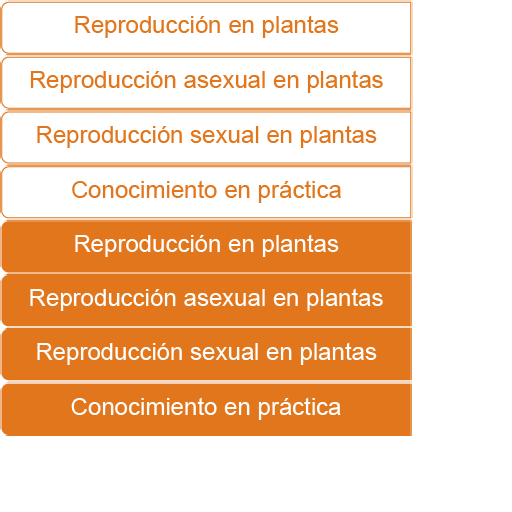 Reproducción en plantas
Reproducción asexual en plantas
Reproducción sexual en plantas
Conocimiento en práctica
Reproducción en plantas
Reproducción asexual en plantas
Reproducción sexual en plantas
Conocimiento en práctica